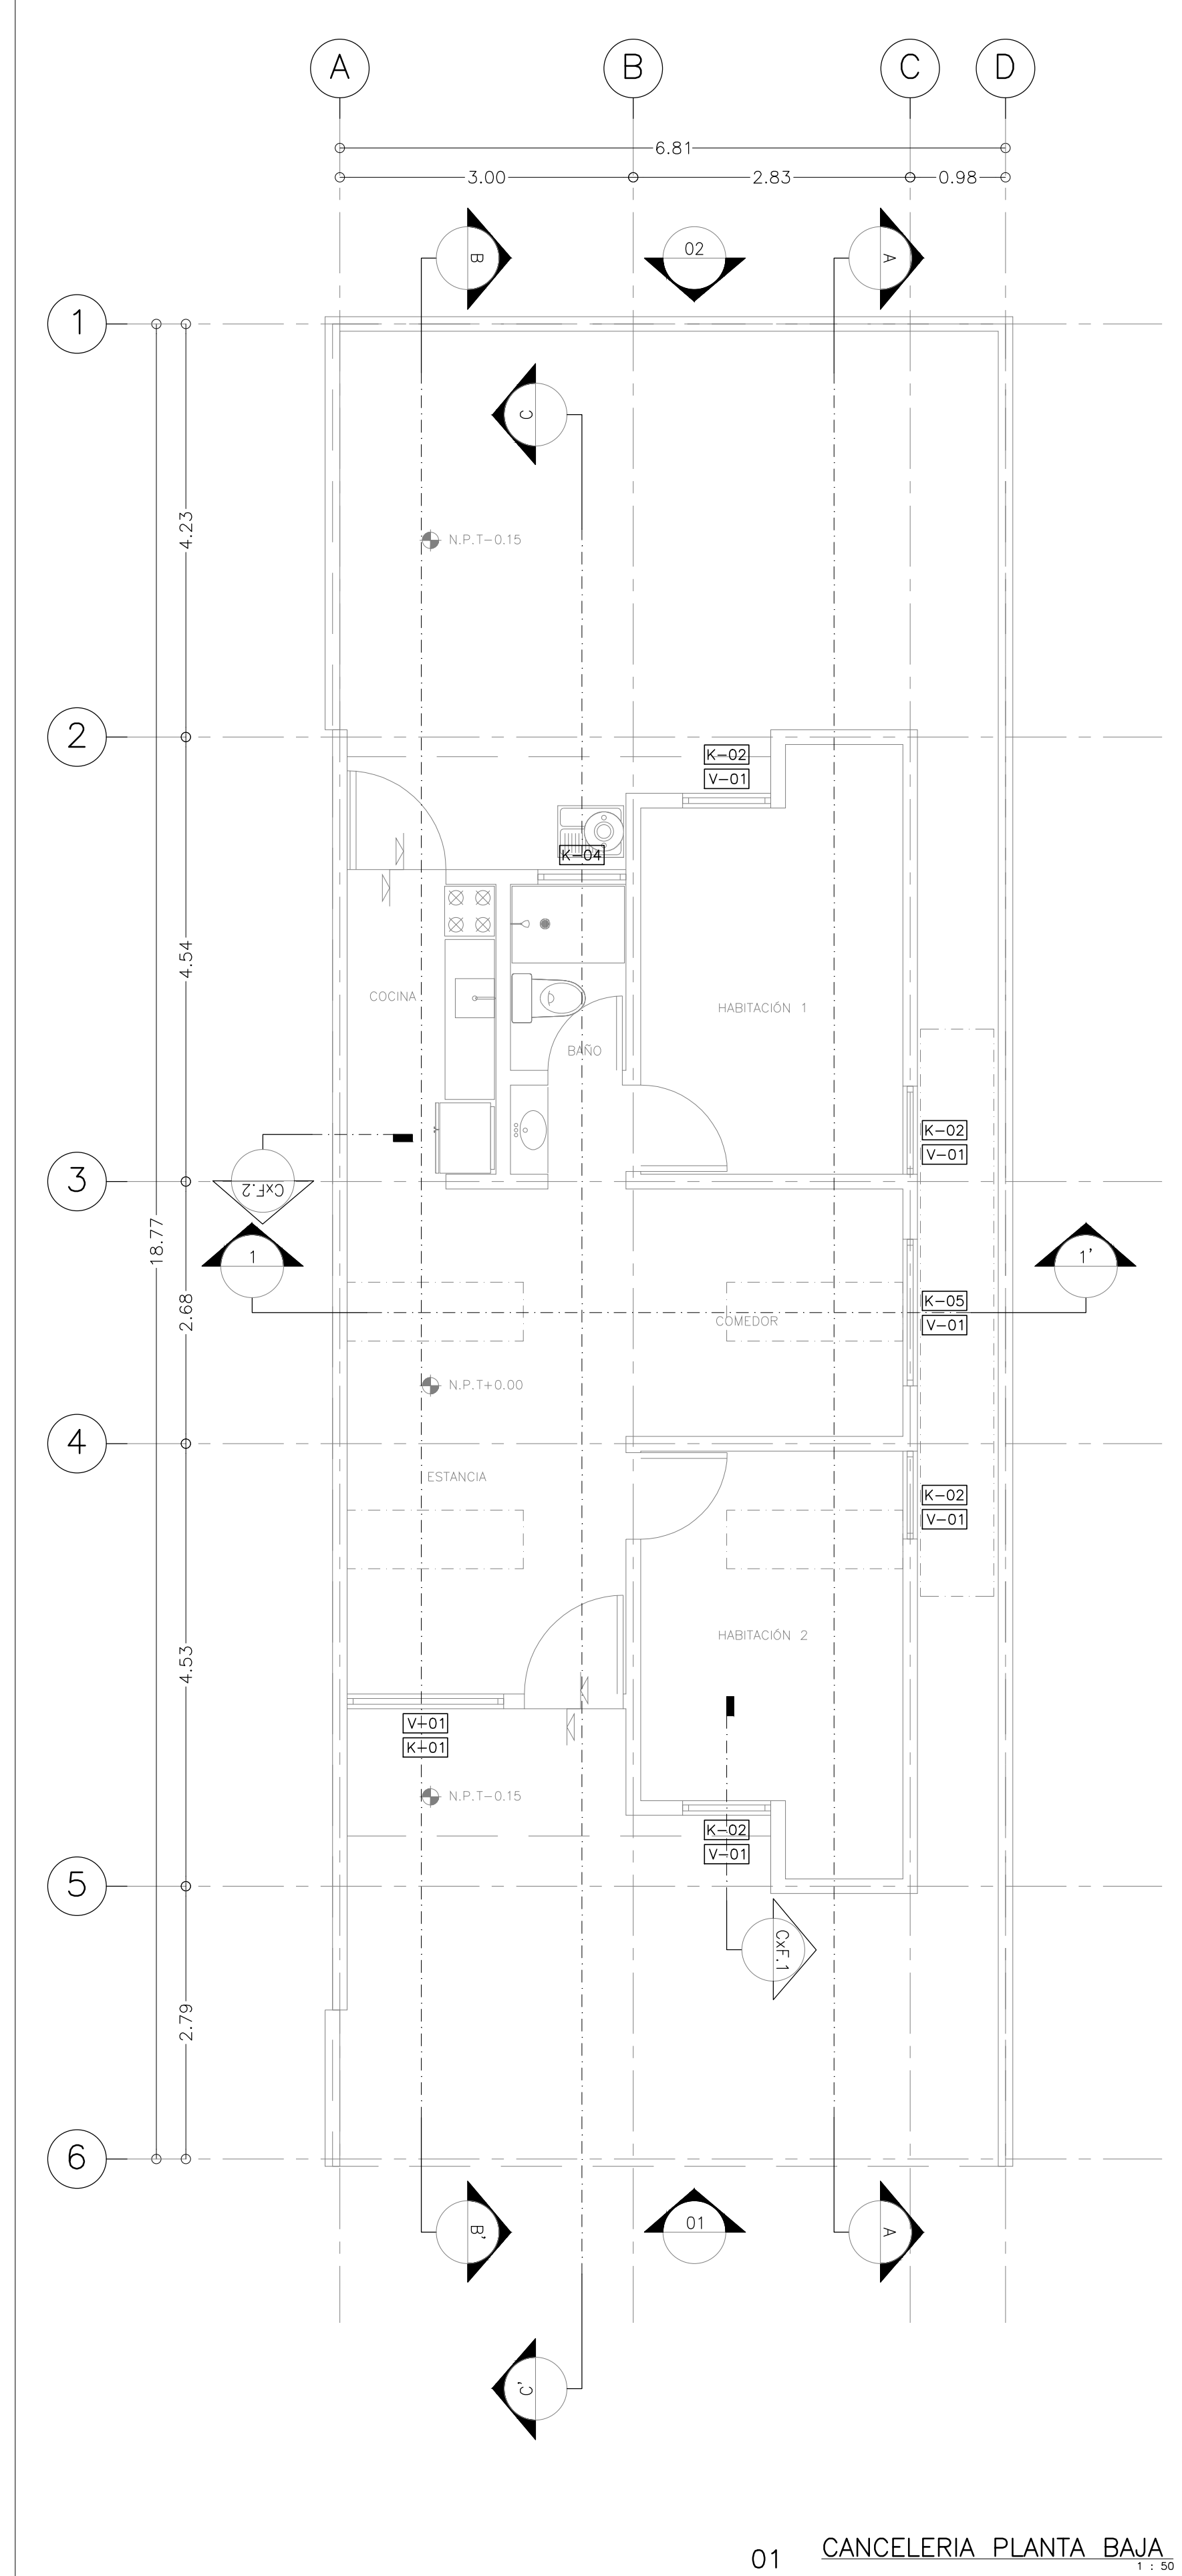 A B C D
6.81
3.00 2.83 0.98
B 02 A
1
C
4.23
N.P.T-0.15
2
K-02
V-01
K-04
4.54
COCINA
HABITACIÓN 1
BAÑO
K-02
V-01
3
CxF.2
18.77
1 1'
2.68
K-05
COMEDOR
V-01
N.P.T+0.00
4
ESTANCIA
K-02
V-01
HABITACIÓN 2
4.53
V-01
K-01
N.P.T-0.15
K-02
V-01
5
CxF.1
2.79
6
B' 01 A
C'
01 CANCELERIA PLANTA BAJA
1 : 50